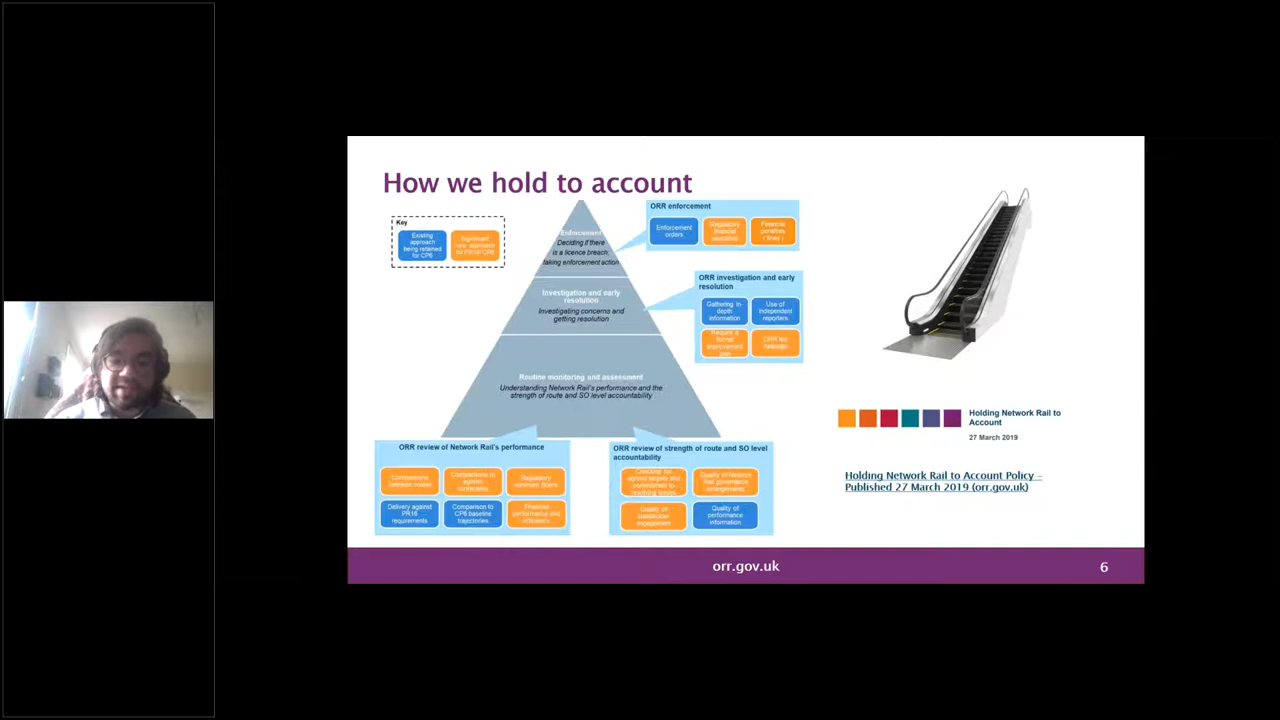 How we hold to account
Key
Existing
approach
being retained
for CP6
Significant
new approach
for PR18/CP6
Enforcement
Deciding if there
is a licence breach;
taking enforcement action
Investigation and early
resolution
Investigating concerns and
getting resolution
Routine monitoring and assessment
Understanding Network Rail's performance and the
strength of route and SO level accountability
ORR enforcement
Enforcement
orders
Regulatory
financial
sanctions
Financial
penalties
ORR investigation and early
resolution
Gathering in-
depth
information
Use of
independent
reporters
Require a
formal
improvement
plan
ORR led
hearings
ORR review of Network Rail's performance
Comparisons
between routes
Comparisons to
agreed
scorecards
Regulatory
minimum floors
Delivery against
PR18
requirements
Comparison to
CP6 baseline
trajectories
Financial
performance and
efficiency
ORR review of strength of route and SO level
accountability
Checking for
agreed targets and
commitment to
resolving issues
Quality of Network
Rail governance
arrangements
Quality of
stakeholder
engagement
Quality of
performance
information
Holding Network Rail to
Account
27 March 2019
Holding Network Rail to Account Policy –
Published 27 March 2019 (orr.gov.uk)
orr.gov.uk
6